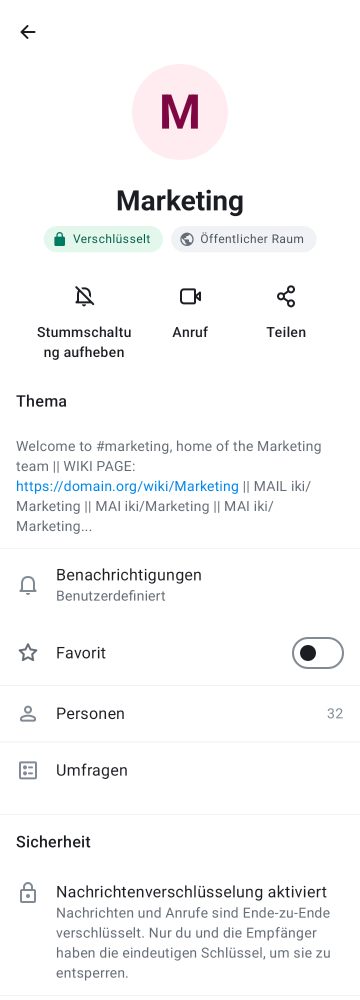 M
Marketing
Verschlüsselt
Öffentlicher Raum
Stummschaltu
ng aufheben
Anruf
Teilen
Thema
Welcome to #marketing, home of the Marketing
team || WIKI PAGE:
https://domain.org/wiki/Marketing || MAIL iki/
Marketing || MAI iki/Marketing || MAI iki/
Marketing...
Benachrichtigungen
Benutzerdefiniert
Favorit
Personen
32
Umfragen
Sicherheit
Nachrichtenverschlüsselung aktiviert
Nachrichten und Anrufe sind Ende-zu-Ende
verschlüsselt. Nur du und die Empfänger
haben die eindeutigen Schlüssel, um sie zu
entsperren.